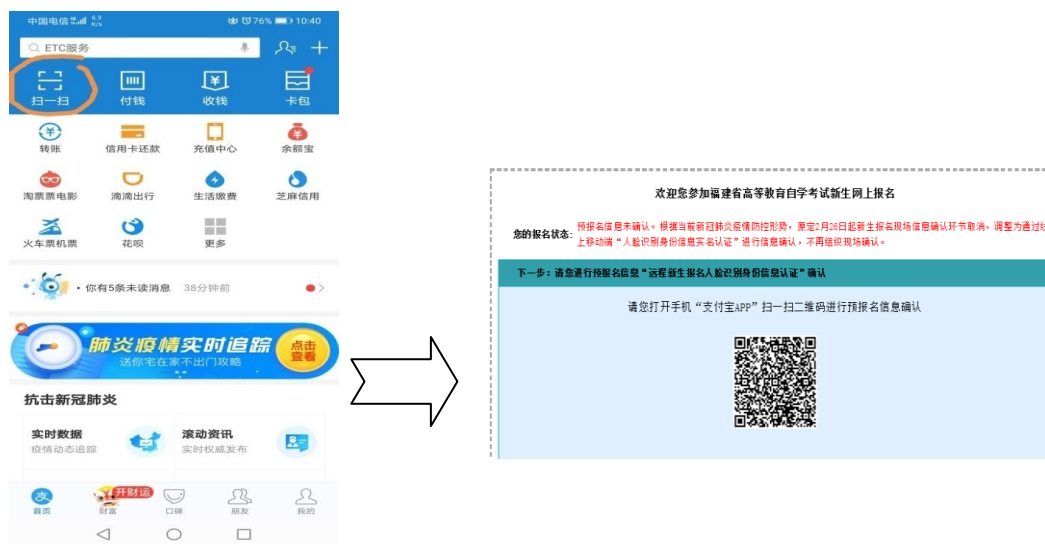 中国电信 6.9 K/s 76% 10:40
ETC服务
扫一扫 付钱 收钱 卡包
转账 信用卡还款 充值中心 余额宝
淘票票电影 滴滴出行 生活缴费 芝麻信用
火车票机票 花呗 更多
· 你有5条未读消息 38分钟前
肺炎疫情实时追踪
送你宅在家不出门攻略
点击
查看
抗击新冠肺炎
实时数据 滚动资讯
疫情动态追踪 实时权威发布
开财运
首页 财富 口碑 朋友 我的
欢迎您参加福建省高等教育自学考试新生网上报名
您的报名状态: 预报名信息未确认。根据当前新冠肺炎疫情防控形势，原定2月26日起新生报名现场信息确认环节取消，调整为通过线
上移动端“人脸识别身份信息实名认证”进行信息确认，不再组织现场确认。
下一步：请您进行预报名信息“远程新生报名人脸识别身份信息认证”确认
请您打开手机“支付宝APP”扫一扫二维码进行预报名信息确认